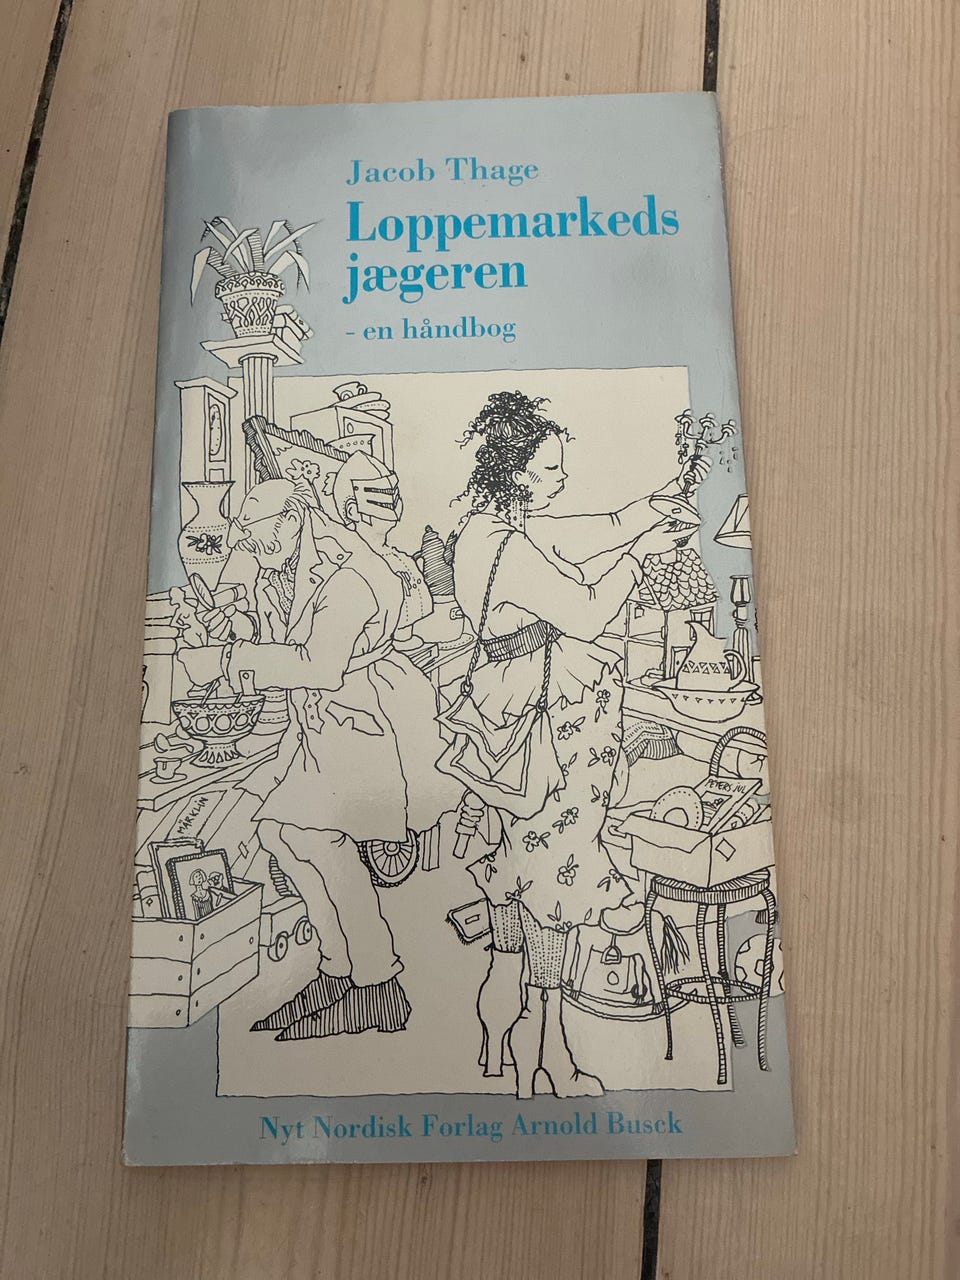 Jacob Thage
Loppemarkeds
jægeren
- en håndbog
MÄRKLIN
PETERS JUL
Nyt Nordisk Forlag Arnold Busck